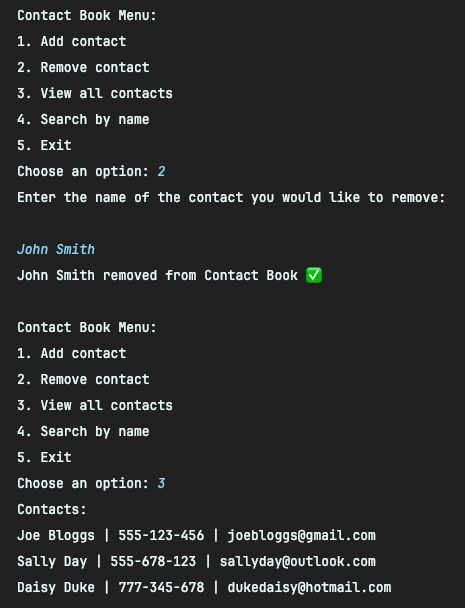 Contact Book Menu:
1. Add contact
2. Remove contact
3. View all contacts
4. Search by name
5. Exit
Choose an option: 2
Enter the name of the contact you would like to remove:
John Smith
John Smith removed from Contact Book ✅
Contact Book Menu:
1. Add contact
2. Remove contact
3. View all contacts
4. Search by name
5. Exit
Choose an option: 3
Contacts:
Joe Bloggs | 555-123-456 | joebloggs@gmail.com
Sally Day | 555-678-123 | sallyday@outlook.com
Daisy Duke | 777-345-678 | dukedaisy@hotmail.com